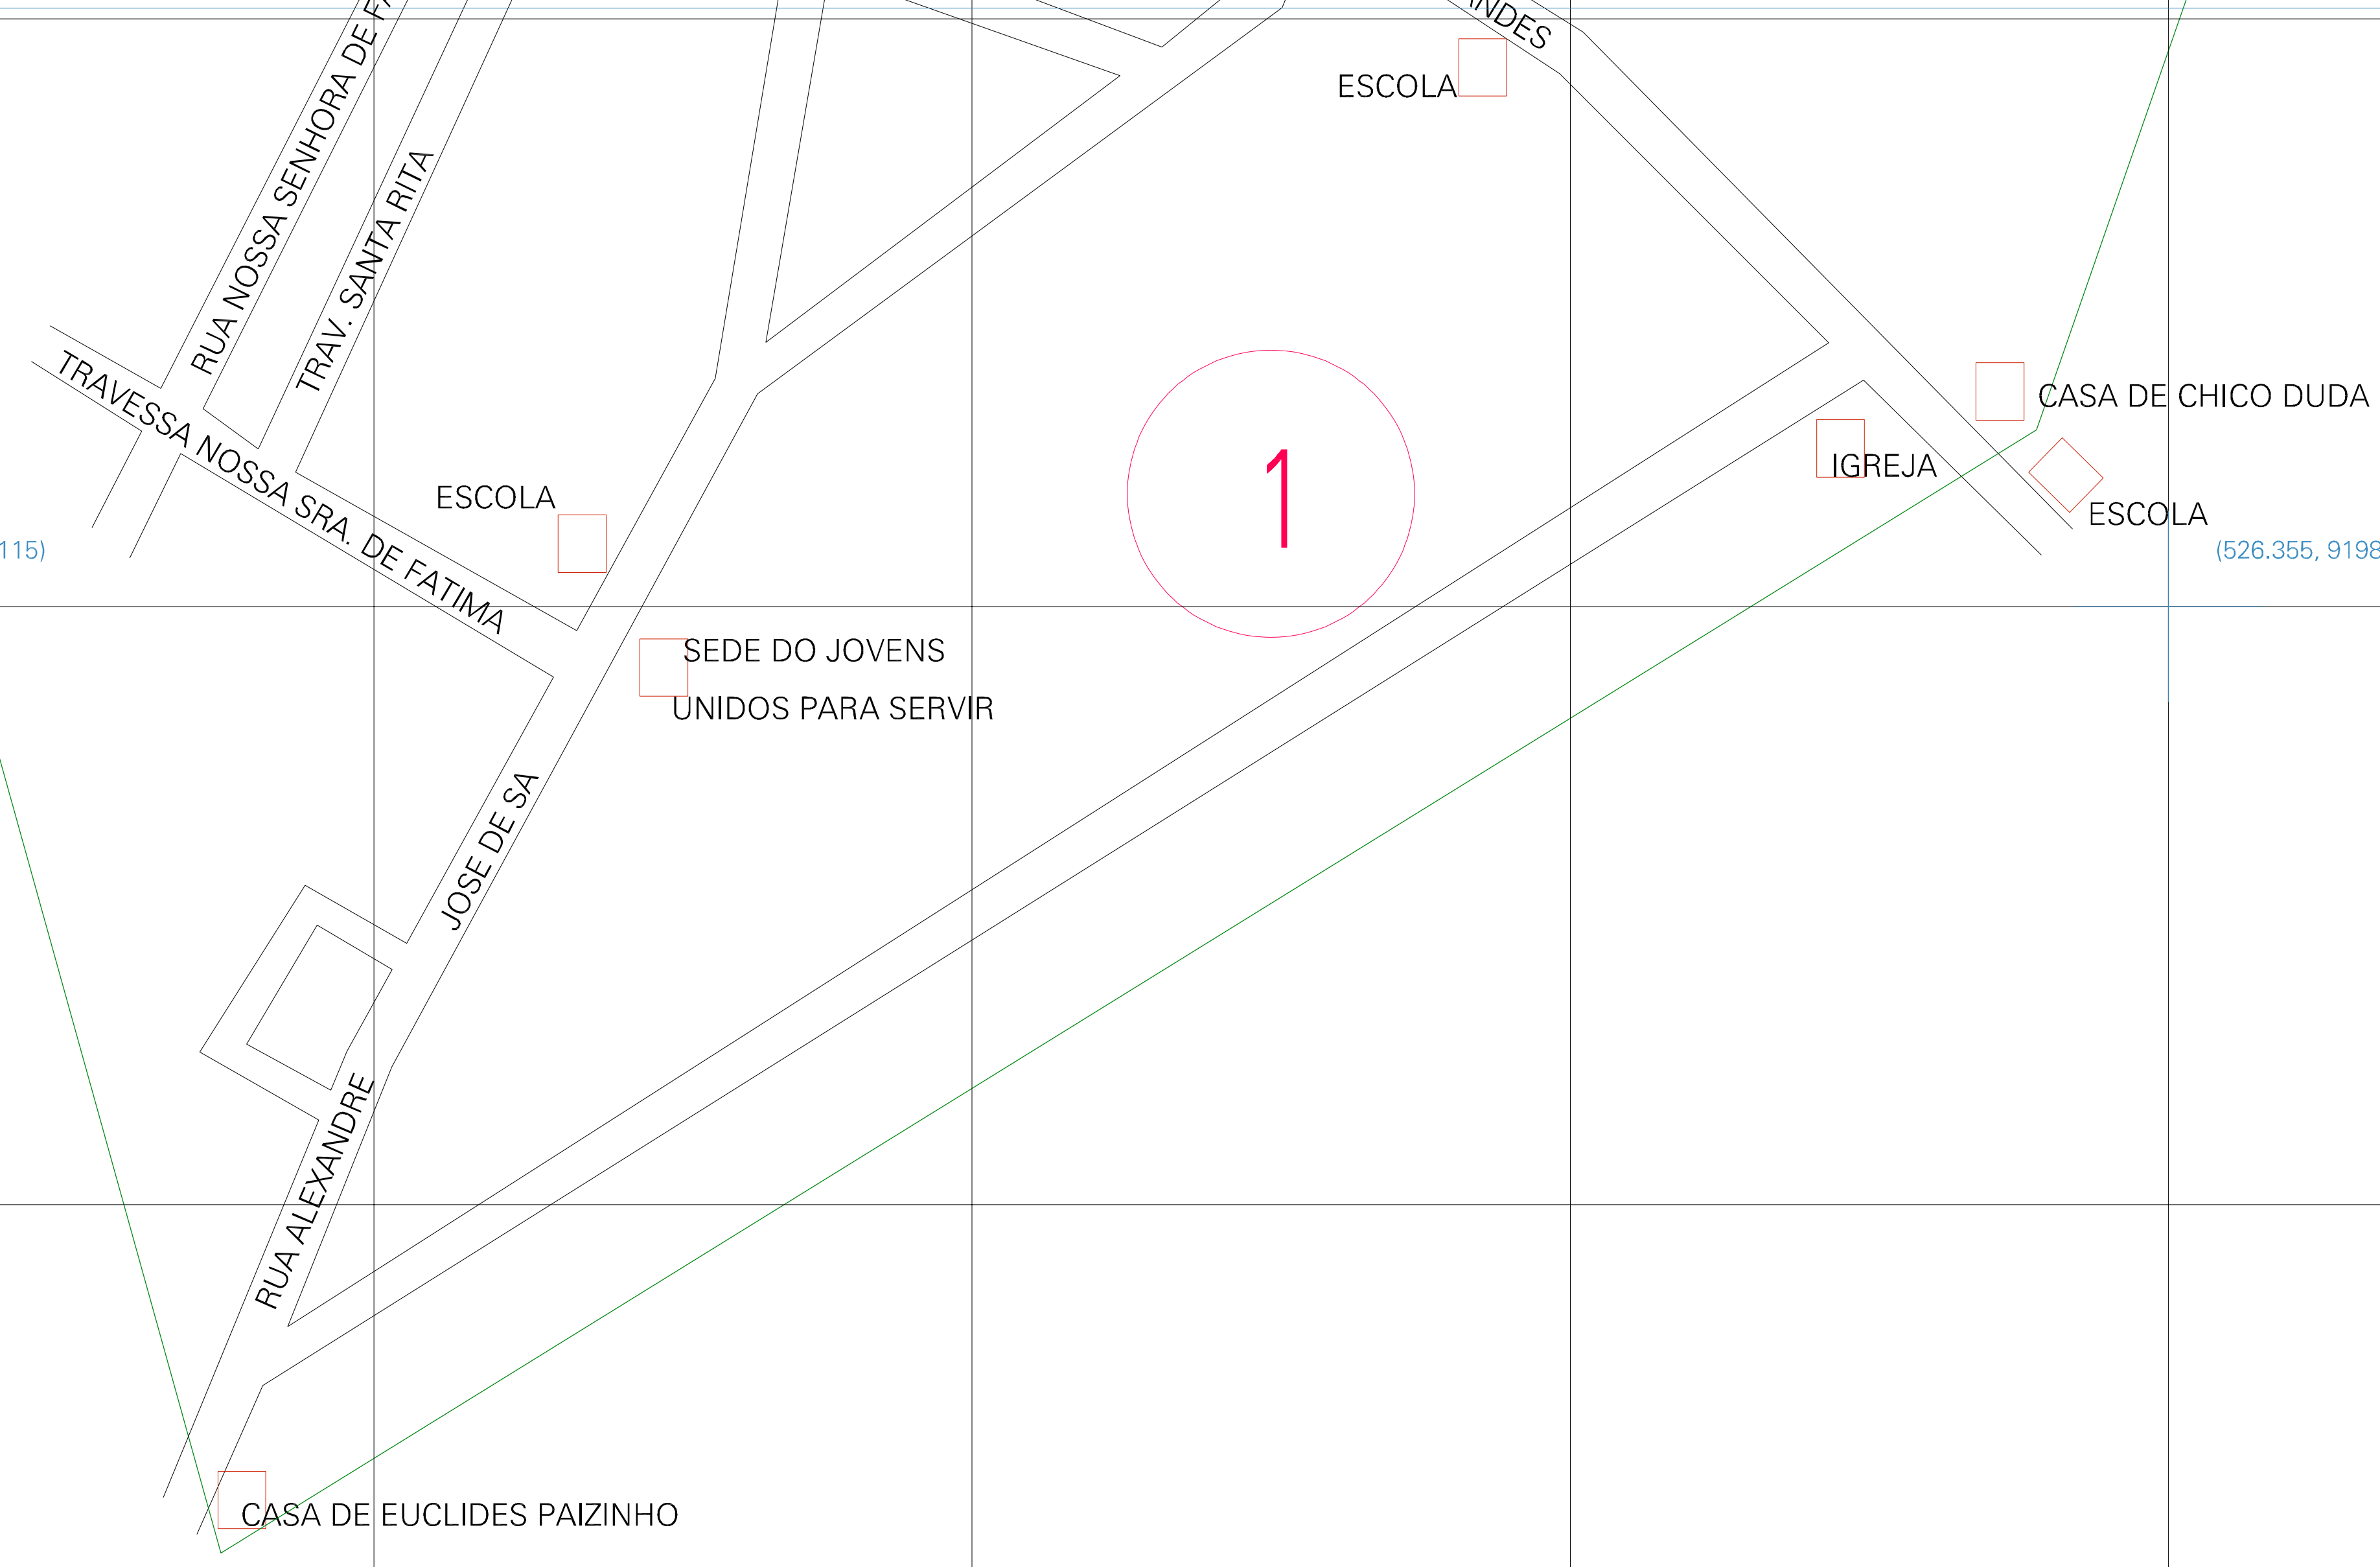 ESCOLA
RUA NOSSA SENHORA DE
TRAV. SANTA RITA
TRAVESSA NOSSA SRA. DE FATIMA
CASA DE CHICO DUDA
IGREJA
1
ESCOLA
ESCOLA
115)
(526.355, 9198
SEDE DO JOVENS
UNIDOS PARA SERVIR
JOSE DE SA
RUA ALEXANDRE
CASA DE EUCLIDES PAIZINHO